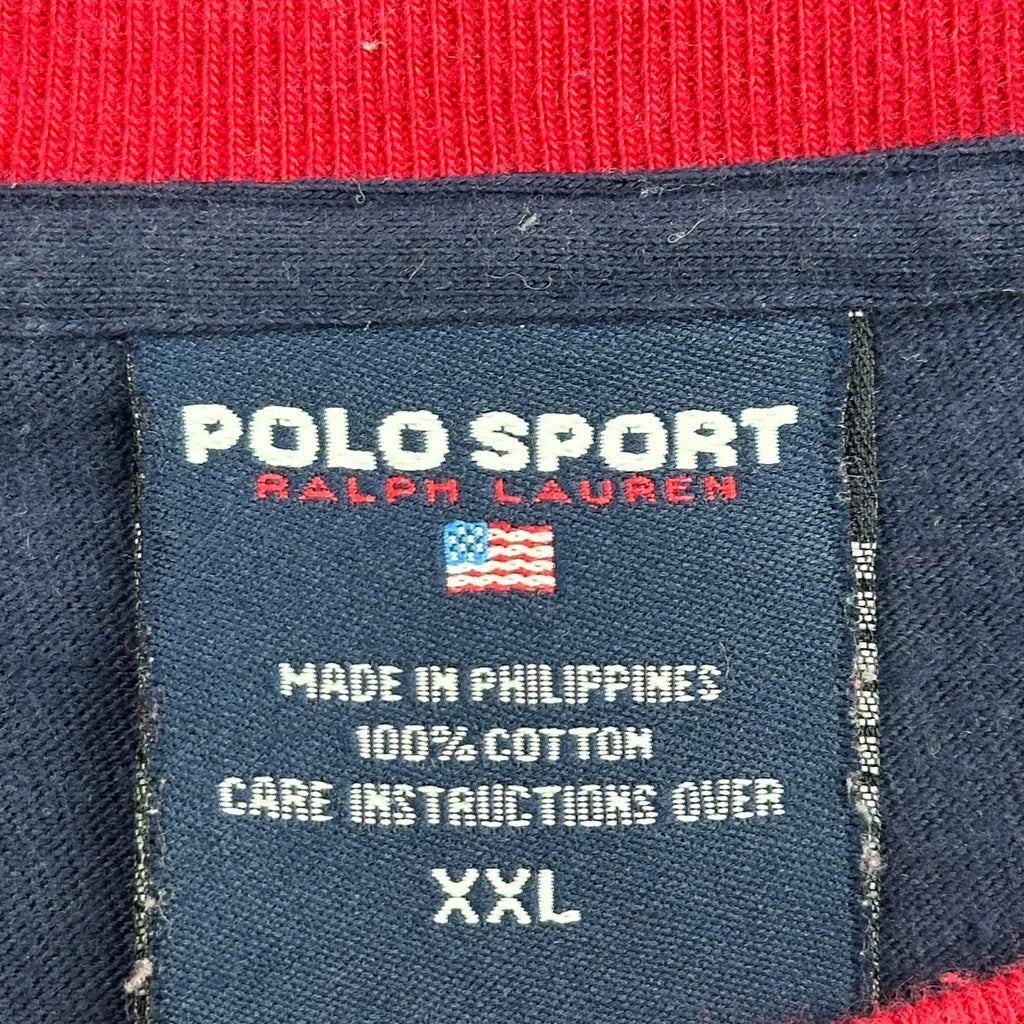 POLO SPORT
RALPH LAUREN
MADE IN PHILIPPINES
100% COTTON
CARE INSTRUCTIONS OVER
XXL